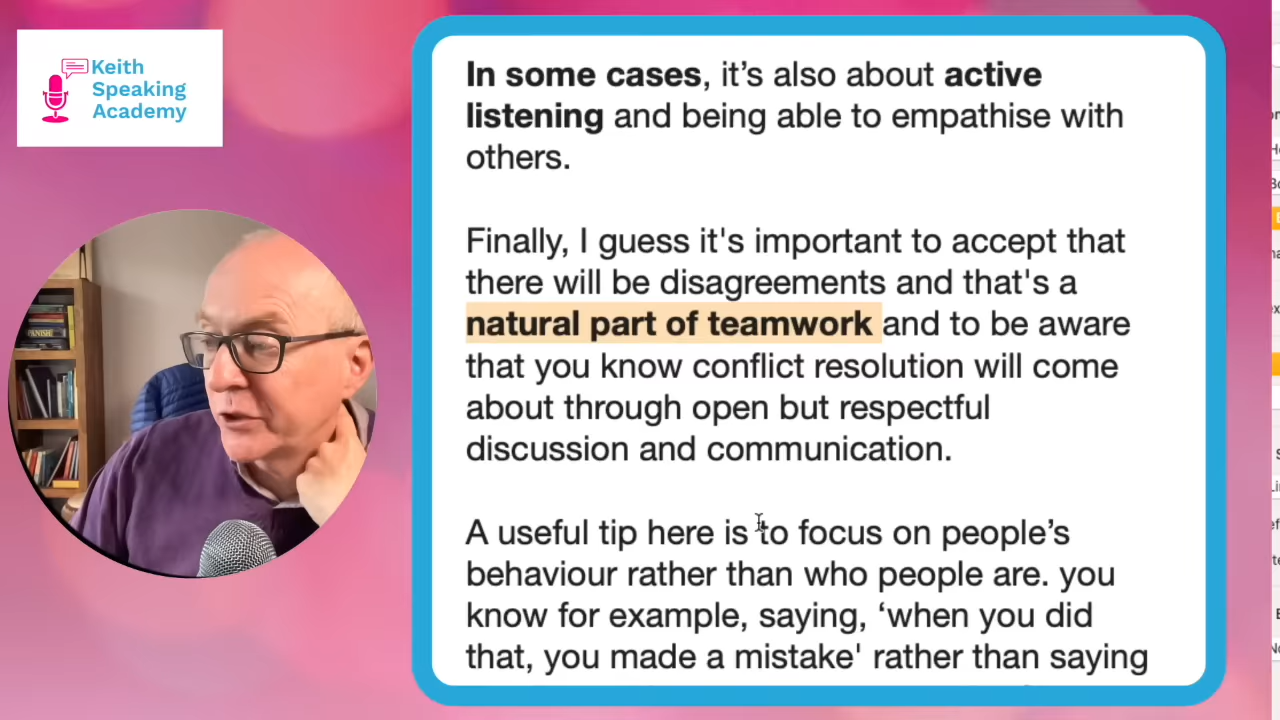 Keith
Speaking
Academy
In some cases, it’s also about active
listening and being able to empathise with
others.
Finally, I guess it's important to accept that
there will be disagreements and that's a
natural part of teamwork and to be aware
that you know conflict resolution will come
about through open but respectful
discussion and communication.
A useful tip here is to focus on people’s
behaviour rather than who people are. you
know for example, saying, ‘when you did
that, you made a mistake' rather than saying